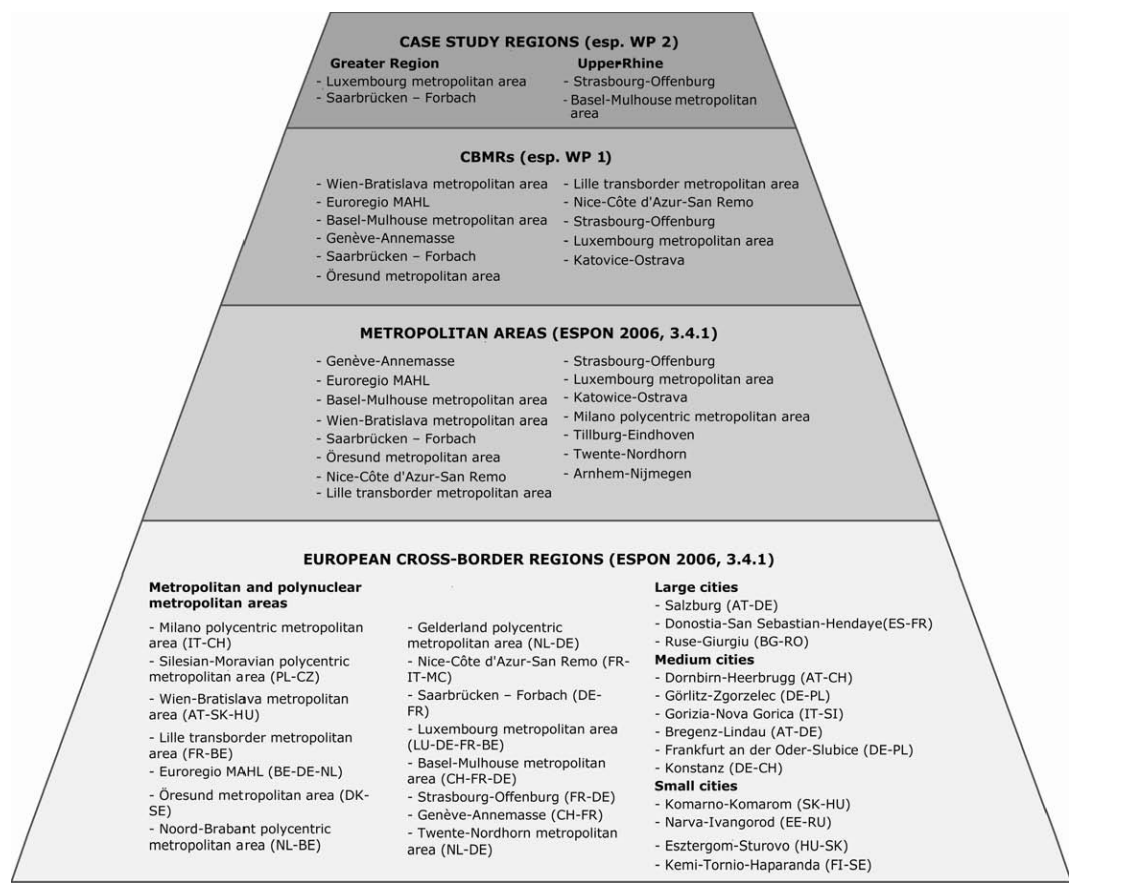 CASE STUDY REGIONS (esp. WP 2)
Greater Region
- Luxembourg metropolitan area
- Saarbrücken – Forbach
Upper-Rhine
- Strasbourg-Offenburg
- Basel-Mulhouse metropolitan
area
CBMRs (esp. WP 1)
- Wien-Bratislava metropolitan area
- Euroregio MAHL
- Basel-Mulhouse metropolitan area
- Genève-Annemasse
- Saarbrücken – Forbach
- Öresund metropolitan area
- Lille transborder metropolitan area
- Nice-Côte d'Azur-San Remo
- Strasbourg-Offenburg
- Luxembourg metropolitan area
- Katovice-Ostrava
METROPOLITAN AREAS (ESPON 2006, 3.4.1)
- Genève-Annemasse
- Euroregio MAHL
- Basel-Mulhouse metropolitan area
- Wien-Bratislava metropolitan area
- Saarbrücken – Forbach
- Öresund metropolitan area
- Nice-Côte d'Azur-San Remo
- Lille transborder metropolitan area
- Strasbourg-Offenburg
- Luxembourg metropolitan area
- Katowice-Ostrava
- Milano polycentric metropolitan area
- Tillburg-Eindhoven
- Twente-Nordhorn
- Arnhem-Nijmegen
EUROPEAN CROSS-BORDER REGIONS (ESPON 2006, 3.4.1)
Metropolitan and polynuclear
metropolitan areas
- Milano polycentric metropolitan
area (IT-CH)
- Silesian-Moravian polycentric
metropolitan area (PL-CZ)
- Wien-Bratislava metropolitan
area (AT-SK-HU)
- Lille transborder metropolitan
area (FR-BE)
- Euroregio MAHL (BE-DE-NL)
- Öresund metropolitan area (DK-
SE)
- Noord-Brabant polycentric
metropolitan area (NL-BE)
- Gelderland polycentric
metropolitan area (NL-DE)
- Nice-Côte d'Azur-San Remo (FR-
IT-MC)
- Saarbrücken – Forbach (DE-
FR)
- Luxembourg metropolitan area
(LU-DE-FR-BE)
- Basel-Mulhouse metropolitan
area (CH-FR-DE)
- Strasbourg-Offenburg (FR-DE)
- Genève-Annemasse (CH-FR)
- Twente-Nordhorn metropolitan
area (NL-DE)
Large cities
- Salzburg (AT-DE)
- Donostia-San Sebastian-Hendaye(ES-FR)
- Ruse-Giurgiu (BG-RO)
Medium cities
- Dornbirn-Heerbrugg (AT-CH)
- Görlitz-Zgorzelec (DE-PL)
- Gorizia-Nova Gorica (IT-SI)
- Bregenz-Lindau (AT-DE)
- Frankfurt an der Oder-Slubice (DE-PL)
- Konstanz (DE-CH)
Small cities
- Komarno-Komarom (SK-HU)
- Narva-Ivangorod (EE-RU)
- Esztergom-Sturovo (HU-SK)
- Kemi-Tornio-Haparanda (FI-SE)